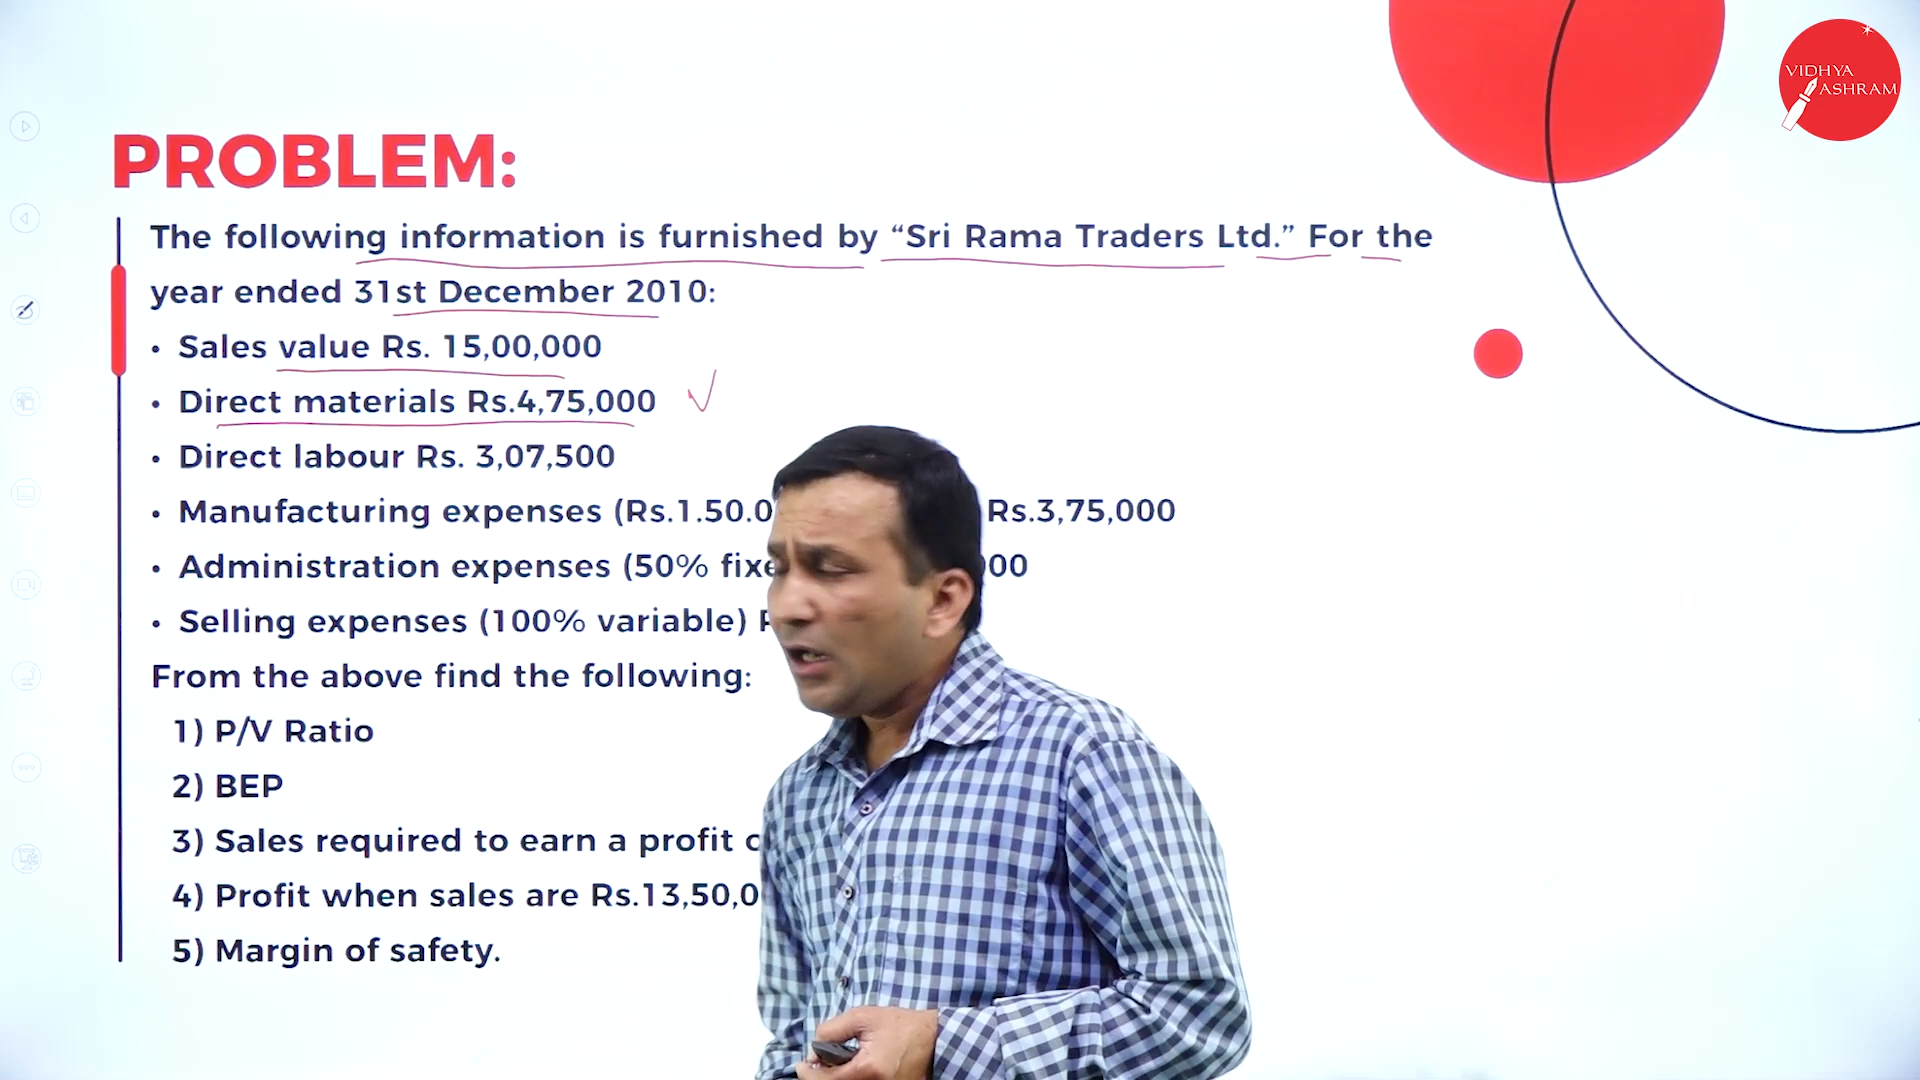 VIDHYA
ASHRAM
PROBLEM:
The following information is furnished by “Sri Rama Traders Ltd.” For the
year ended 31st December 2010:
• Sales value Rs. 15,00,000
• Direct materials Rs.4,75,000
• Direct labour Rs. 3,07,500
• Manufacturing expenses (Rs.1.50.0 Rs.3,75,000
• Administration expenses (50% fixe 00
• Selling expenses (100% variable)
From the above find the following:
1) P/V Ratio
2) BEP
3) Sales required to earn a profit
4) Profit when sales are Rs.13,50,0
5) Margin of safety.